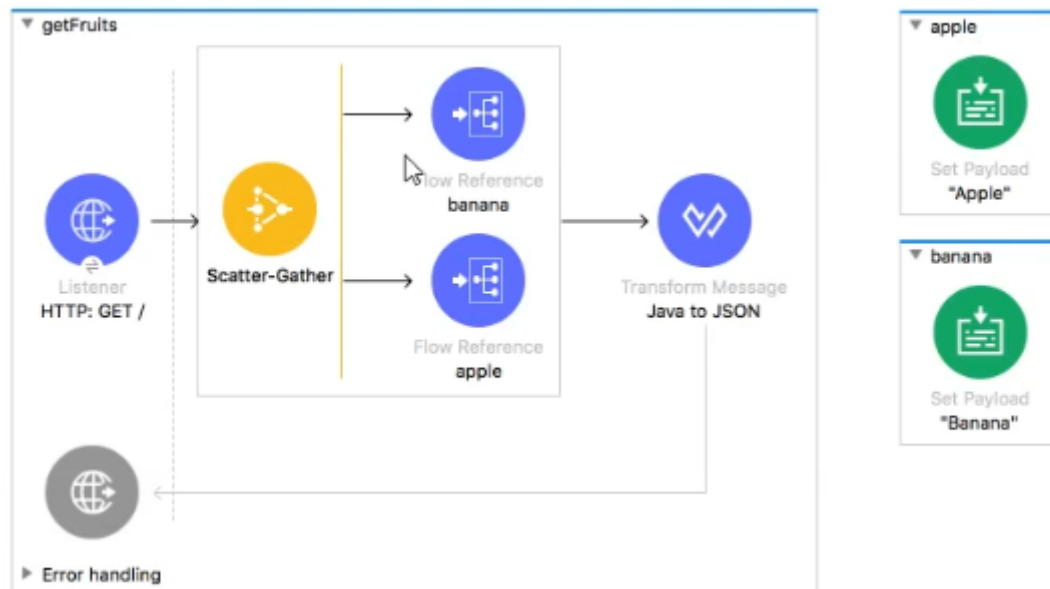 getFruits
Listener
HTTP: GET /
Scatter-Gather
low Reference
banana
Flow Reference
apple
Transform Message
Java to JSON
Error handling
apple
Set Payload
"Apple"
banana
Set Payload
"Banana"